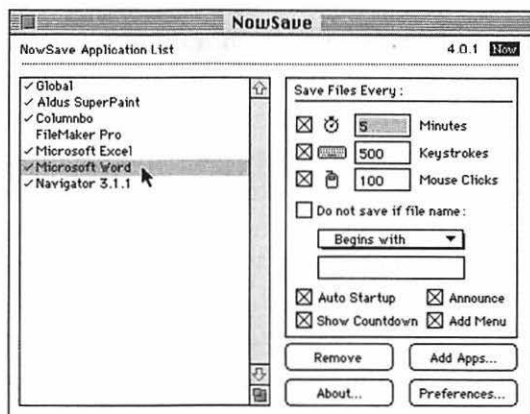 NowSave
NowSave Application List
4.0.1 Now
✓ Global
✓ Aldus SuperPaint
✓ Columnbo
FileMaker Pro
✓ Microsoft Excel
✓ Microsoft Word
✓ Navigator 3.1.1
Save Files Every:
5 Minutes
500 Keystrokes
100 Mouse Clicks
Do not save if file name:
Begins with
Auto Startup
Announce
Show Countdown
Add Menu
Remove
Add Apps...
About...
Preferences...